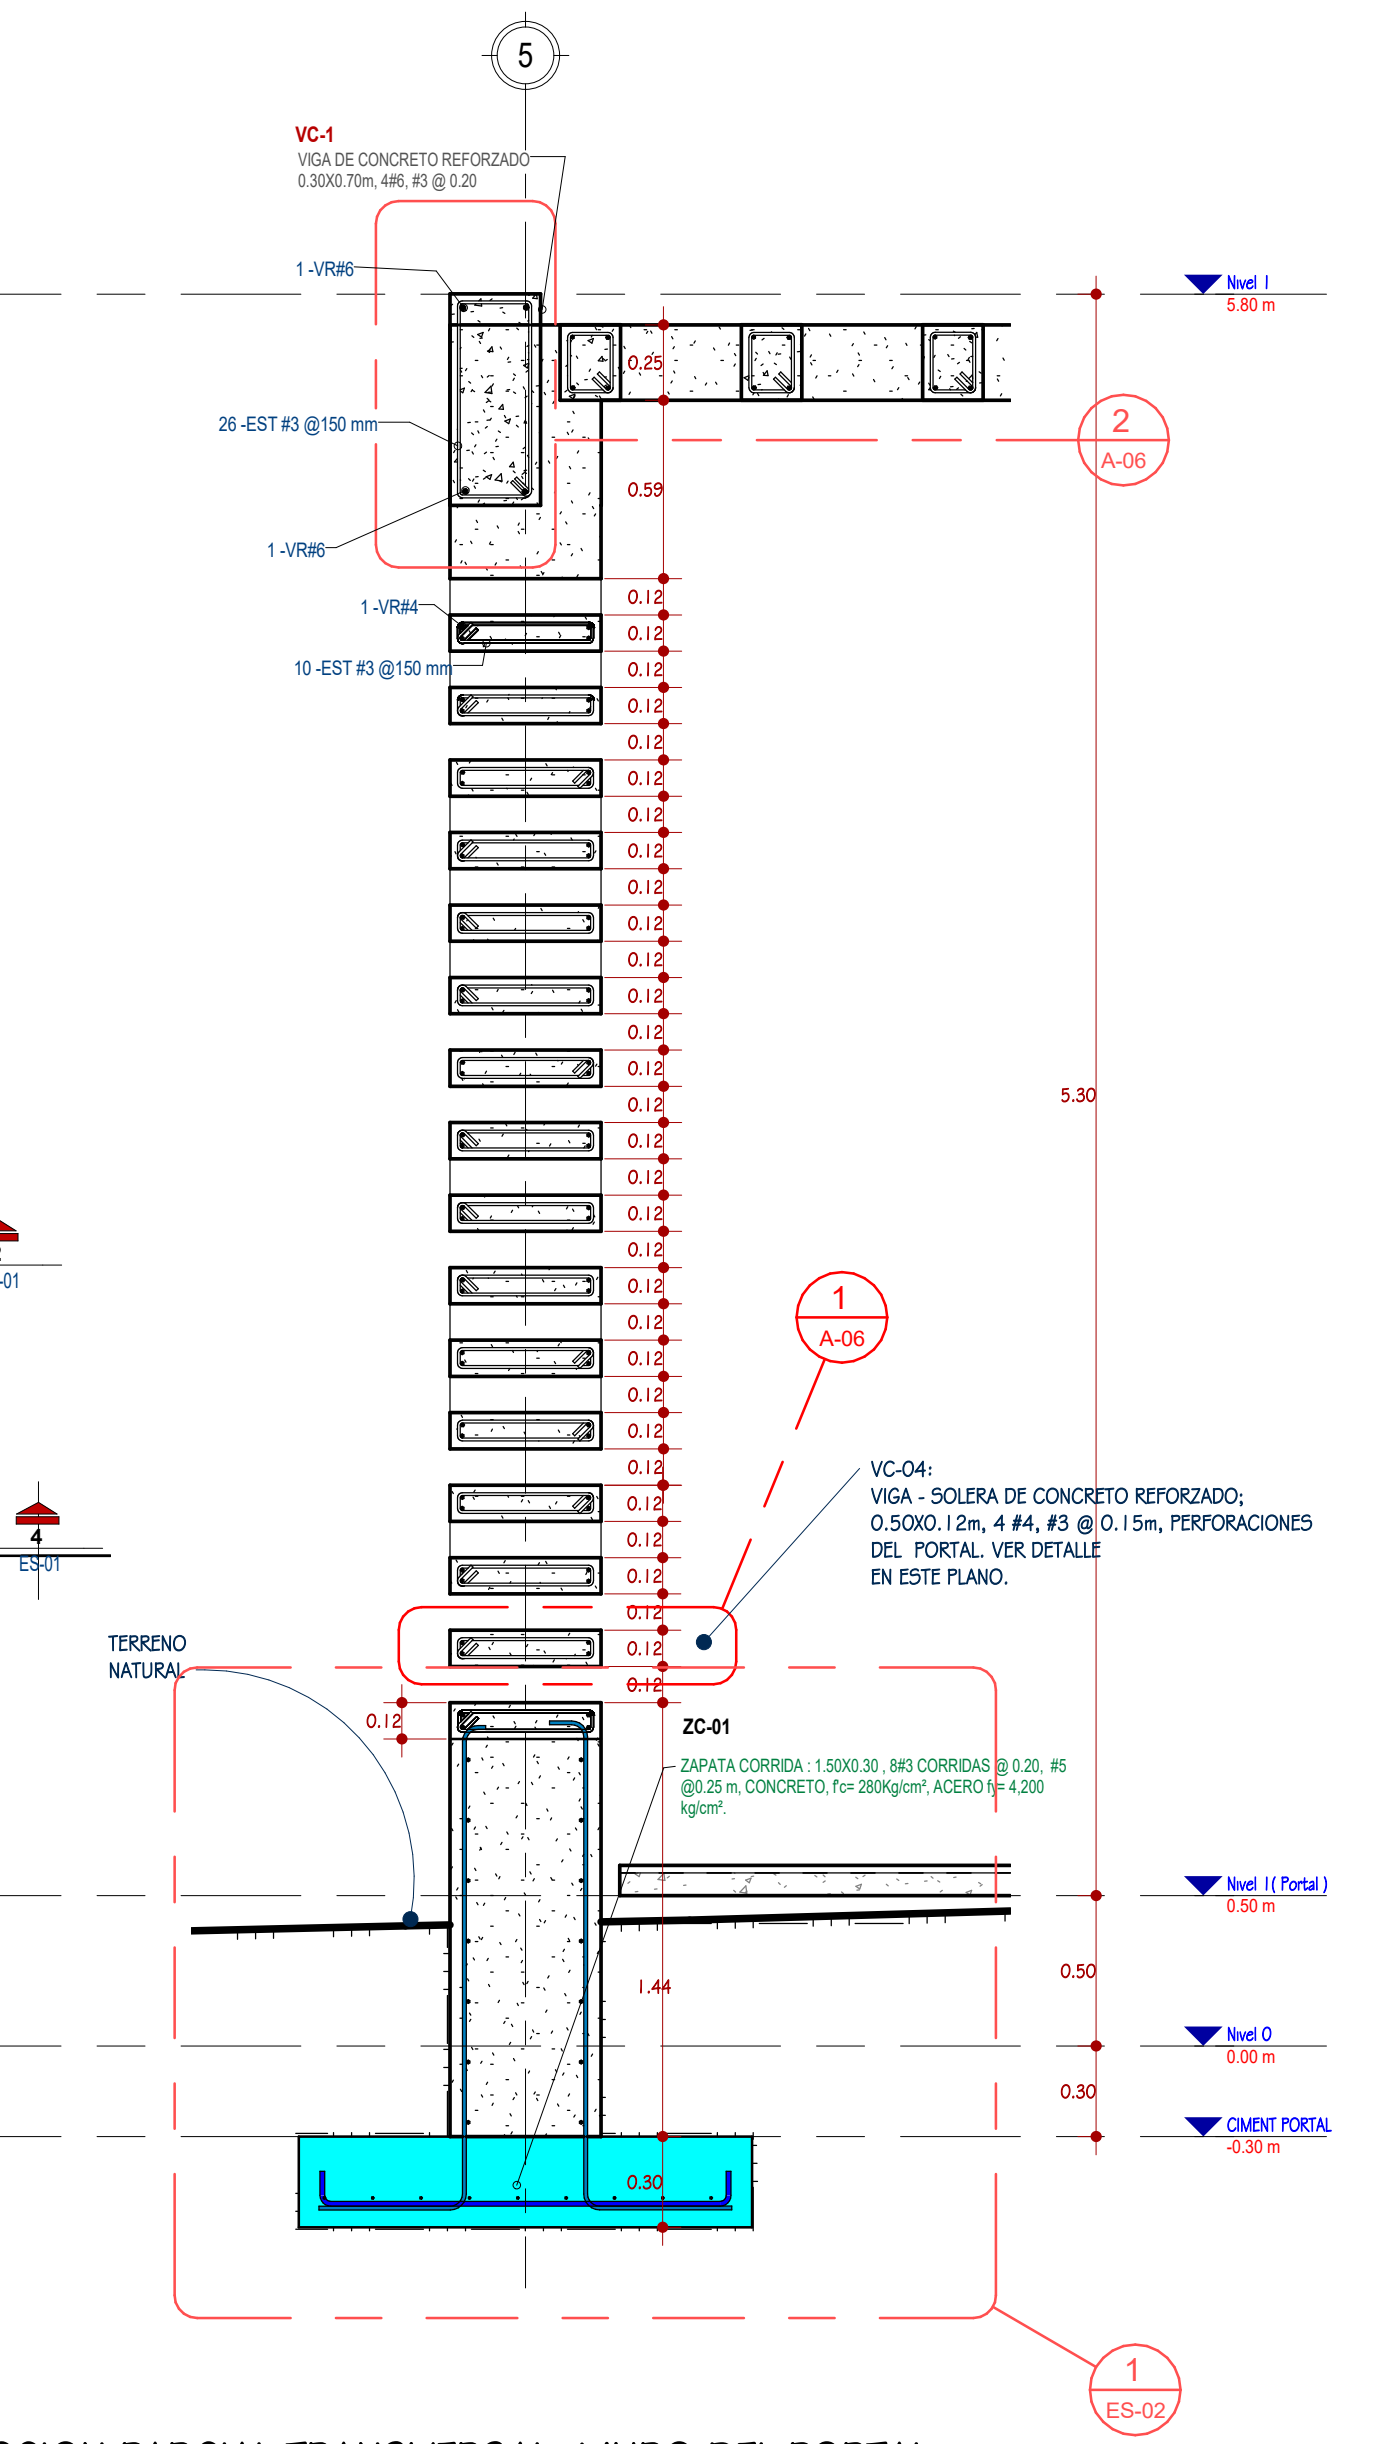 5
VC-1
VIGA DE CONCRETO REFORZADO
0.30X0.70m, 4#6, #3 @ 0.20
1 -VR#6
Nivel 1
5.80 m
0.25
2
A-06
26 -EST #3 @150 mm
0.59
1 -VR#6
0.12
1 -VR#4
0.12
10 -EST #3 @150 mm
0.12
0.12
0.12
0.12
0.12
0.12
0.12
0.12
0.12
0.12
0.12
0.12
0.12
5.30
0.12
0.12
0.12
0.12
-01
0.12
0.12
1
A-06
0.12
0.12
0.12
0.12
0.12
0.12
0.12
0.12
VC-04:
VIGA - SOLERA DE CONCRETO REFORZADO;
0.50X0.12m, 4 #4, #3 @ 0.15m, PERFORACIONES
DEL PORTAL. VER DETALLE
EN ESTE PLANO.
4
ES-01
0.12
0.12
0.12
TERRENO
NATURAL
0.12
ZC-01
ZAPATA CORRIDA : 1.50X0.30 , 8#3 CORRIDAS @ 0.20, #5
@0.25 m, CONCRETO, f'c= 280Kg/cm², ACERO fy= 4,200
kg/cm².
Nivel 1( Portal )
0.50 m
1.44
0.50
Nivel 0
0.00 m
0.30
CIMENT PORTAL
-0.30 m
0.30
1
ES-02